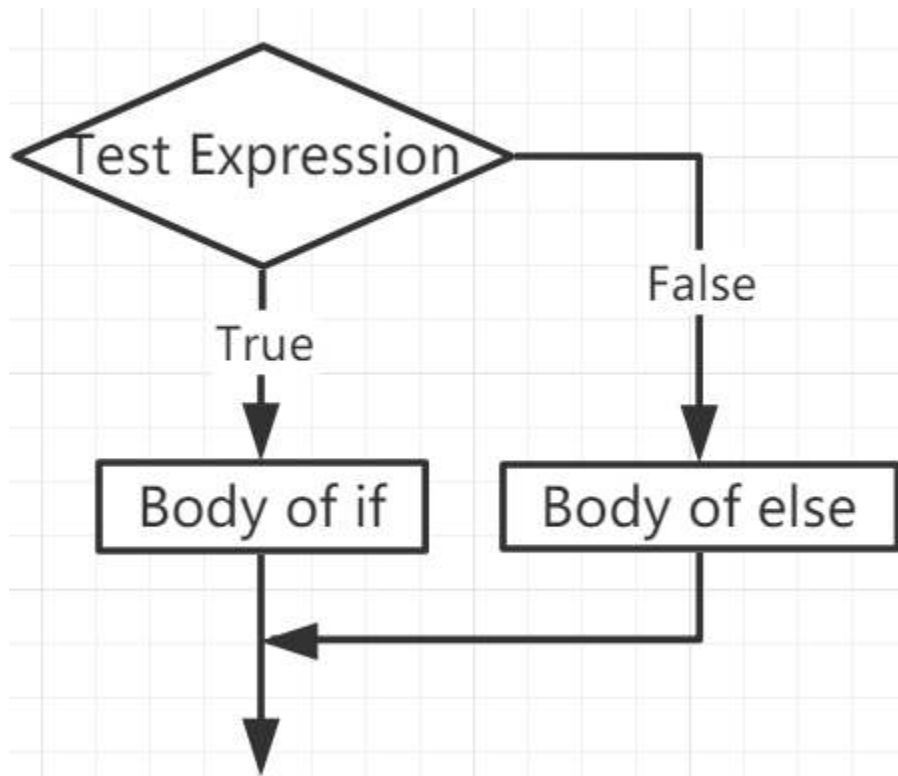 Test Expression
False
True
Body of if
Body of else